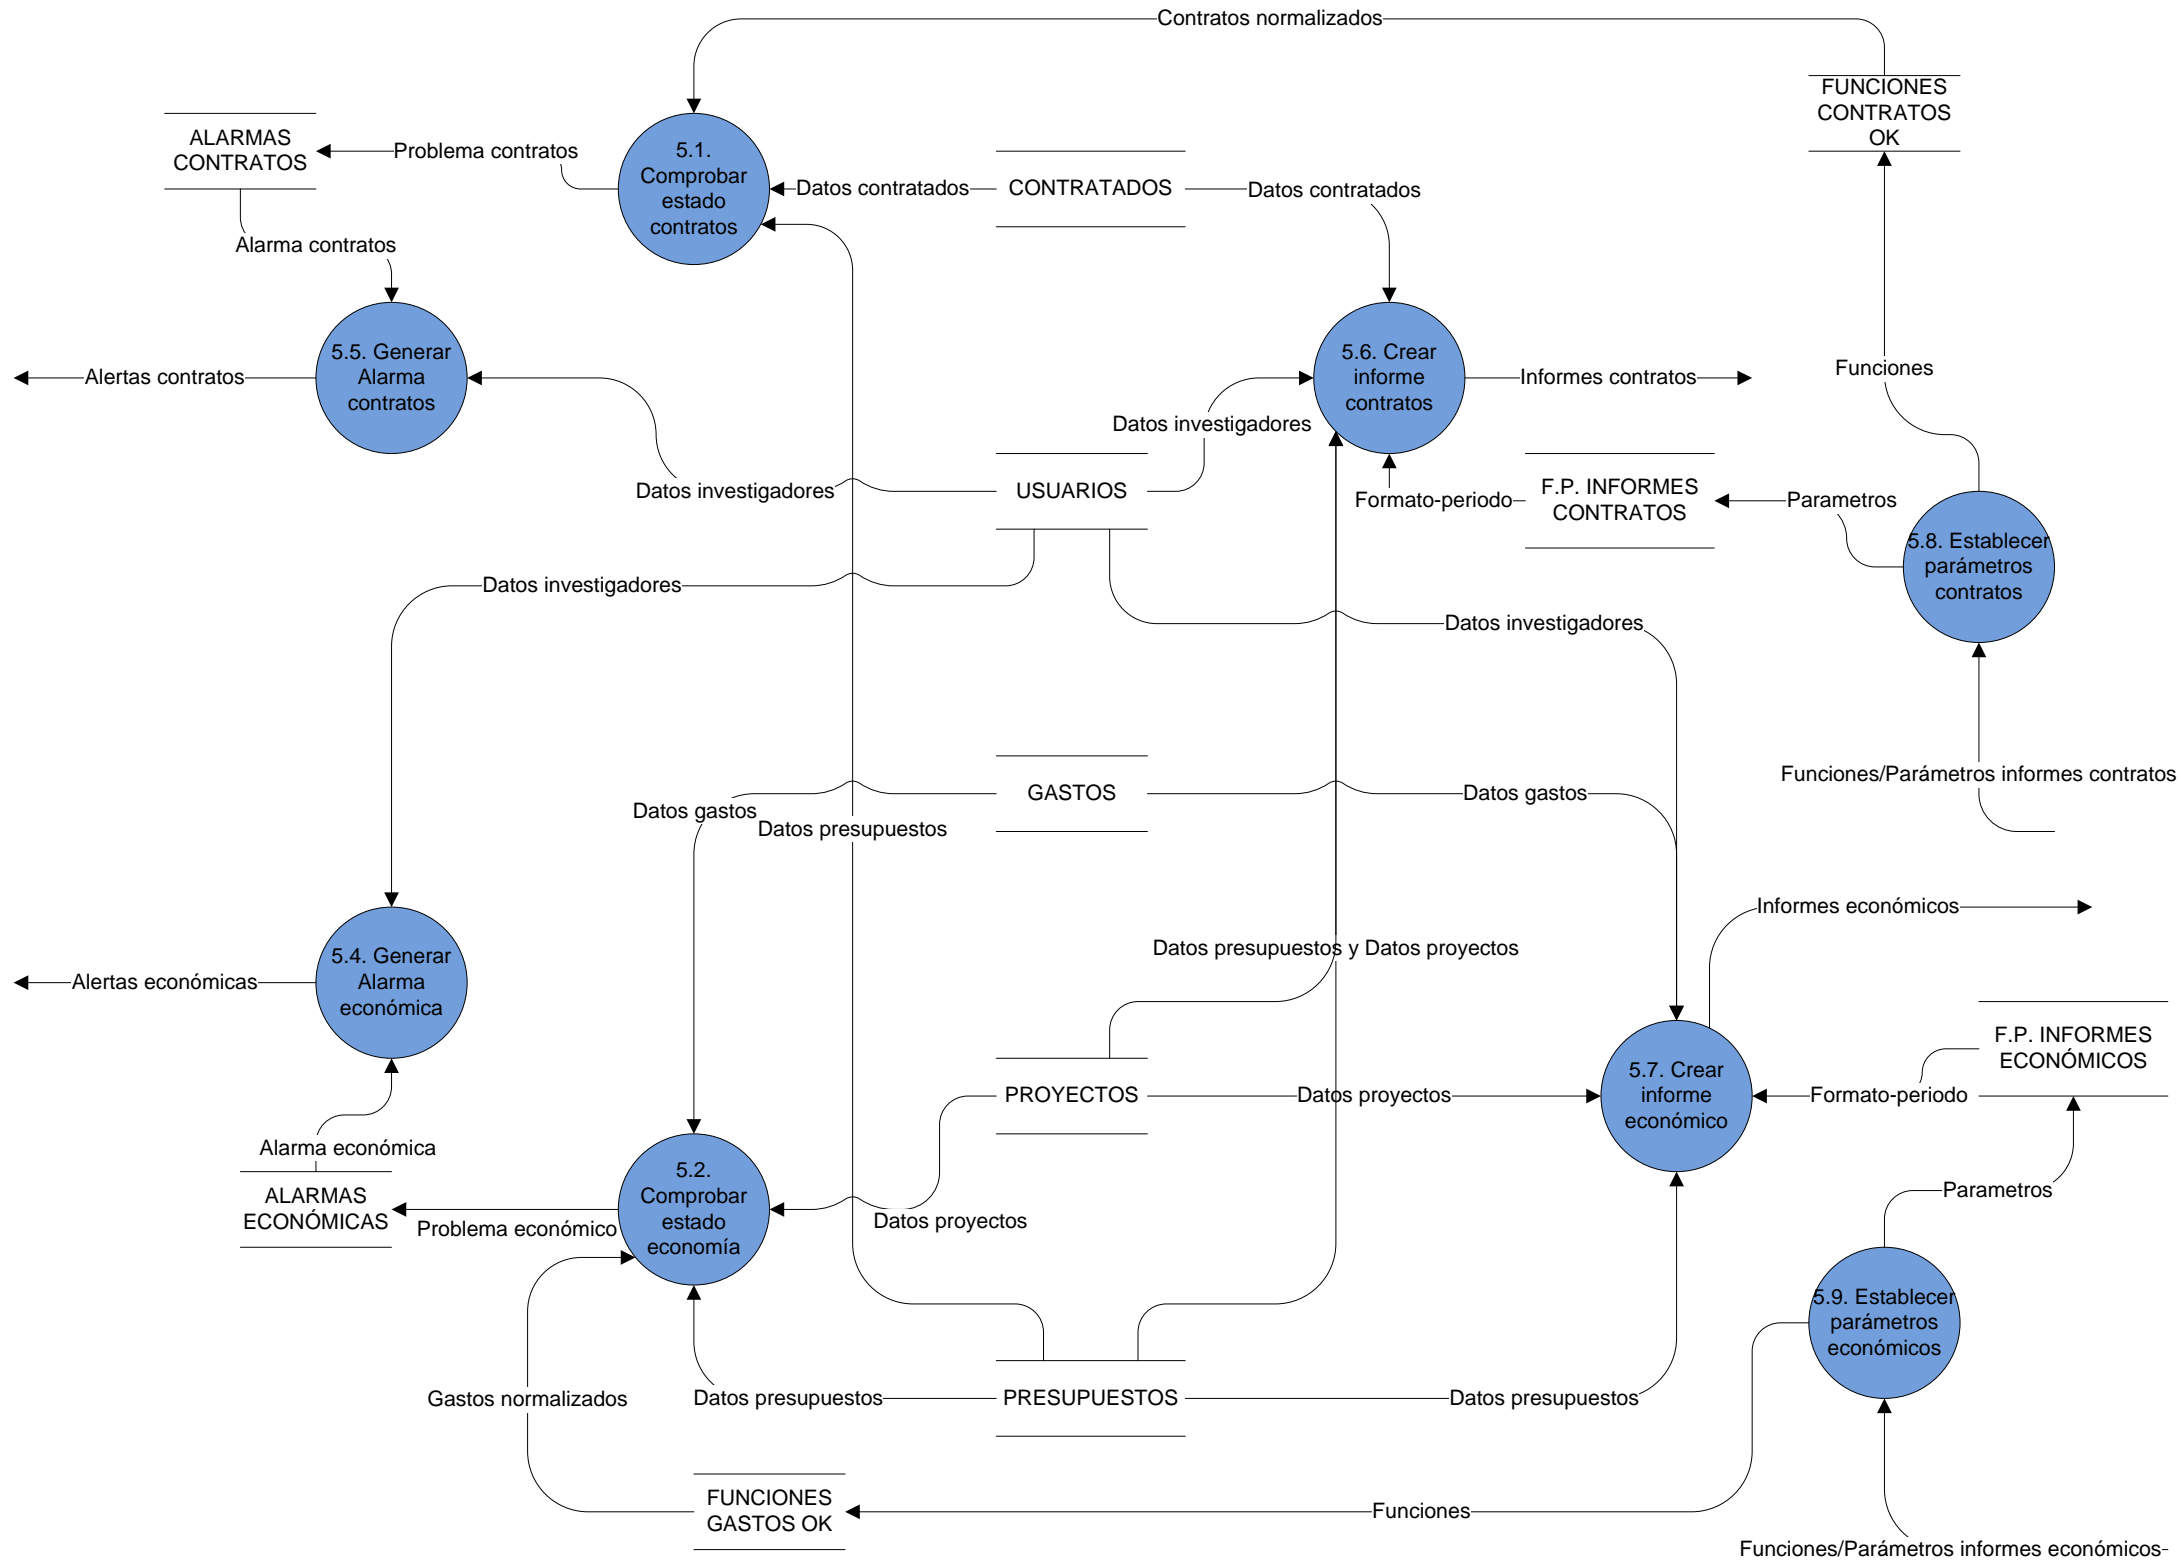 Contratos normalizados
FUNCIONES
CONTRATOS
OK
ALARMAS
CONTRATOS
Problema contratos
5.1.
Comprobar
estado
contratos
Datos contratados
CONTRATADOS
Datos contratados
Alarma contratos
5.5. Generar
Alarma
contratos
Alertas contratos
5.6. Crear
informe
contratos
Informes contratos
Funciones
Datos investigadores
Datos investigadores
USUARIOS
Formato-periodo
F.P. INFORMES
CONTRATOS
Parametros
5.8. Establecer
parámetros
contratos
Datos investigadores
Datos investigadores
Funciones/Parámetros informes contratos
Datos gastos
GASTOS
Datos gastos
Datos presupuestos
Informes económicos
Datos presupuestos y Datos proyectos
5.4. Generar
Alarma
económica
Alertas económicas
F.P. INFORMES
ECONÓMICOS
5.7. Crear
informe
económico
Formato-periodo
PROYECTOS
Datos proyectos
Alarma económica
ALARMAS
ECONÓMICAS
Problema económico
5.2.
Comprobar
estado
economía
Datos proyectos
Parametros
5.9. Establecer
parámetros
económicos
Gastos normalizados
Datos presupuestos
PRESUPUESTOS
Datos presupuestos
FUNCIONES
GASTOS OK
Funciones
Funciones/Parámetros informes económicos